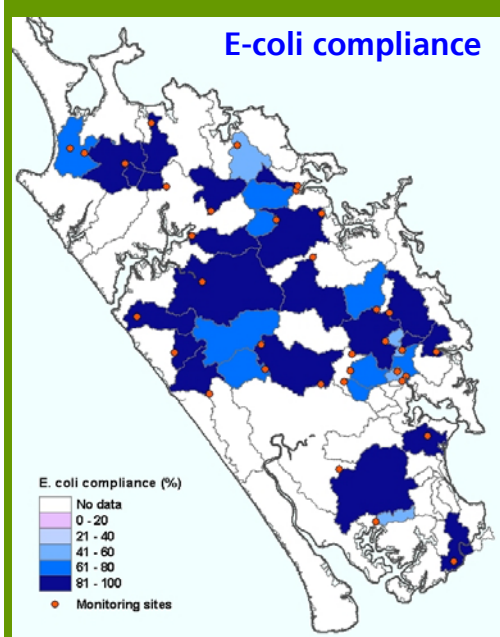 E-coli compliance
E. coli compliance (%)
No data
0 - 20
21 - 40
41 - 60
61 - 80
81 - 100
Monitoring sites